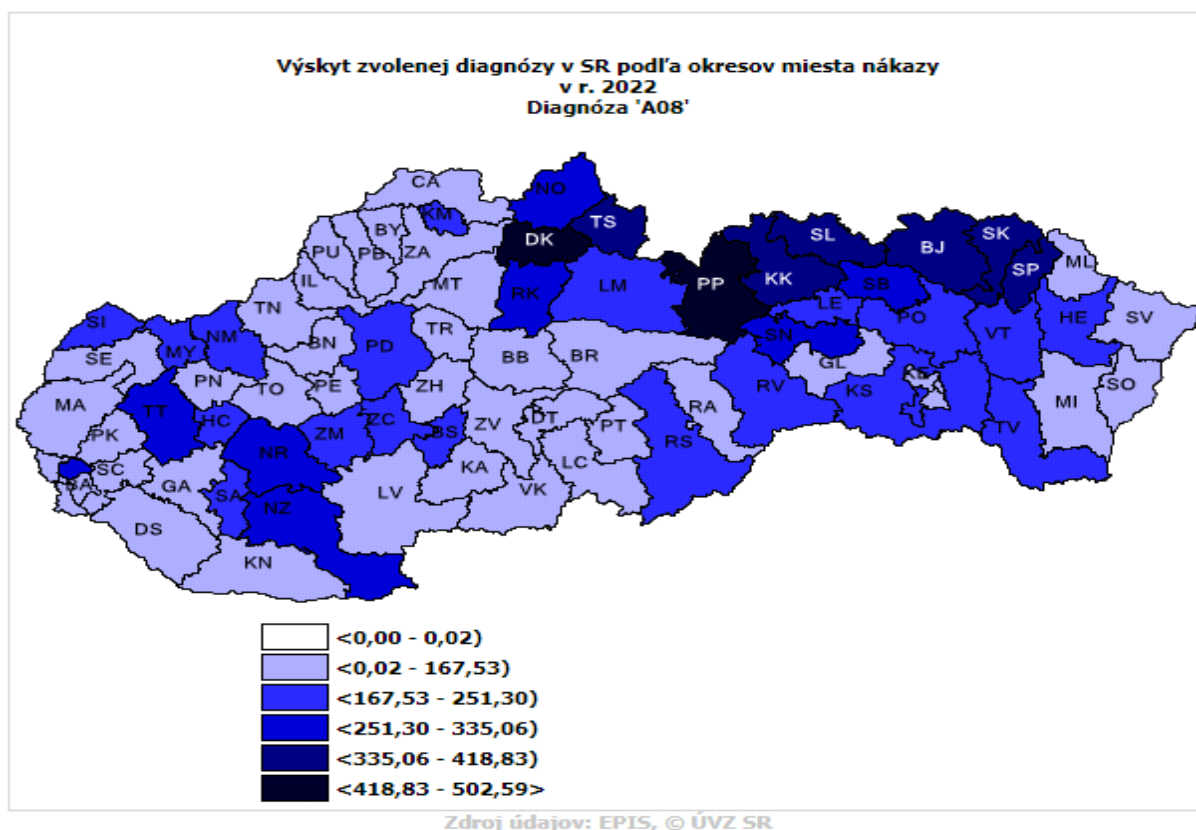 Výskyt zvolenej diagnózy v SR podľa okresov miesta nákazy
v r. 2022
Diagnóza 'A08'
CA
NO
KM
TS
BY
DK
SL
SK
PU
PB
ZA
BJ
ML
IL
MT
RK
LM
PP
KK
SP
SB
TN
LE
PO
HE
SV
SI
NM
MY
BN
PD
TR
SN
VT
SE
BB
BR
GL
KE
PN
TO
PE
ZH
RV
KS
SO
MA
TT
HC
ZM
ZC
BS
ZV
DT
PT
RA
MI
PK
NR
RS
TV
BA
SC
GA
SA
LV
KA
LC
VK
DS
NZ
KN
<0,00 - 0,02)
<0,02 - 167,53)
<167,53 - 251,30)
<251,30 - 335,06)
<335,06 - 418,83)
<418,83 - 502,59>
Zdroj údajov: EPIS, © ÚVZ SR